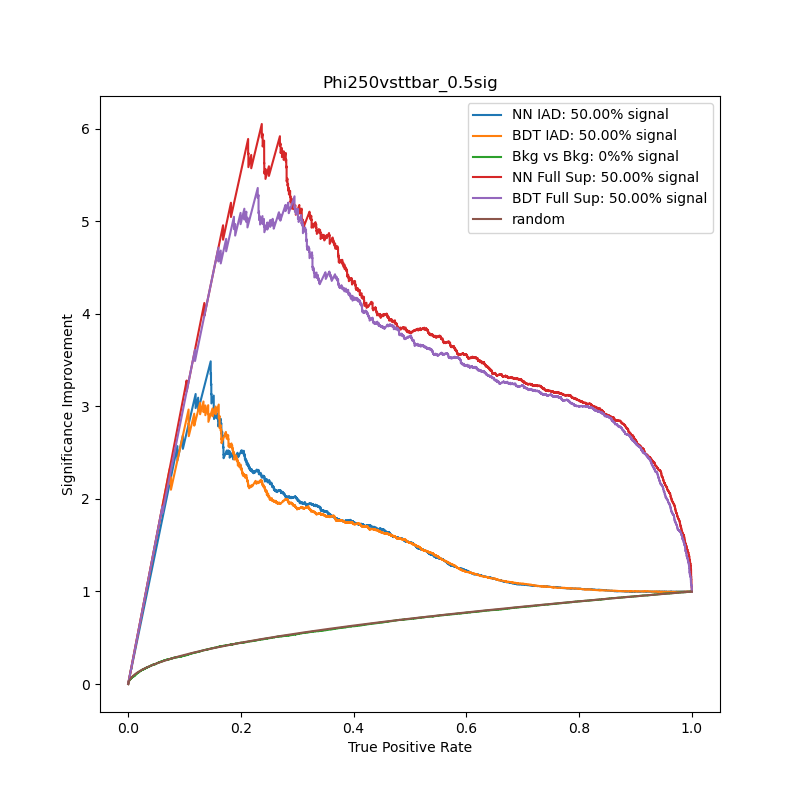 Phi250vsttbar_0.5sig
NN IAD: 50.00% signal
BDT IAD: 50.00% signal
Bkg vs Bkg: 0%% signal
NN Full Sup: 50.00% signal
BDT Full Sup: 50.00% signal
random
Significance Improvement
6
5
4
3
2
1
0
0.0 0.2 0.4 0.6 0.8 1.0
True Positive Rate